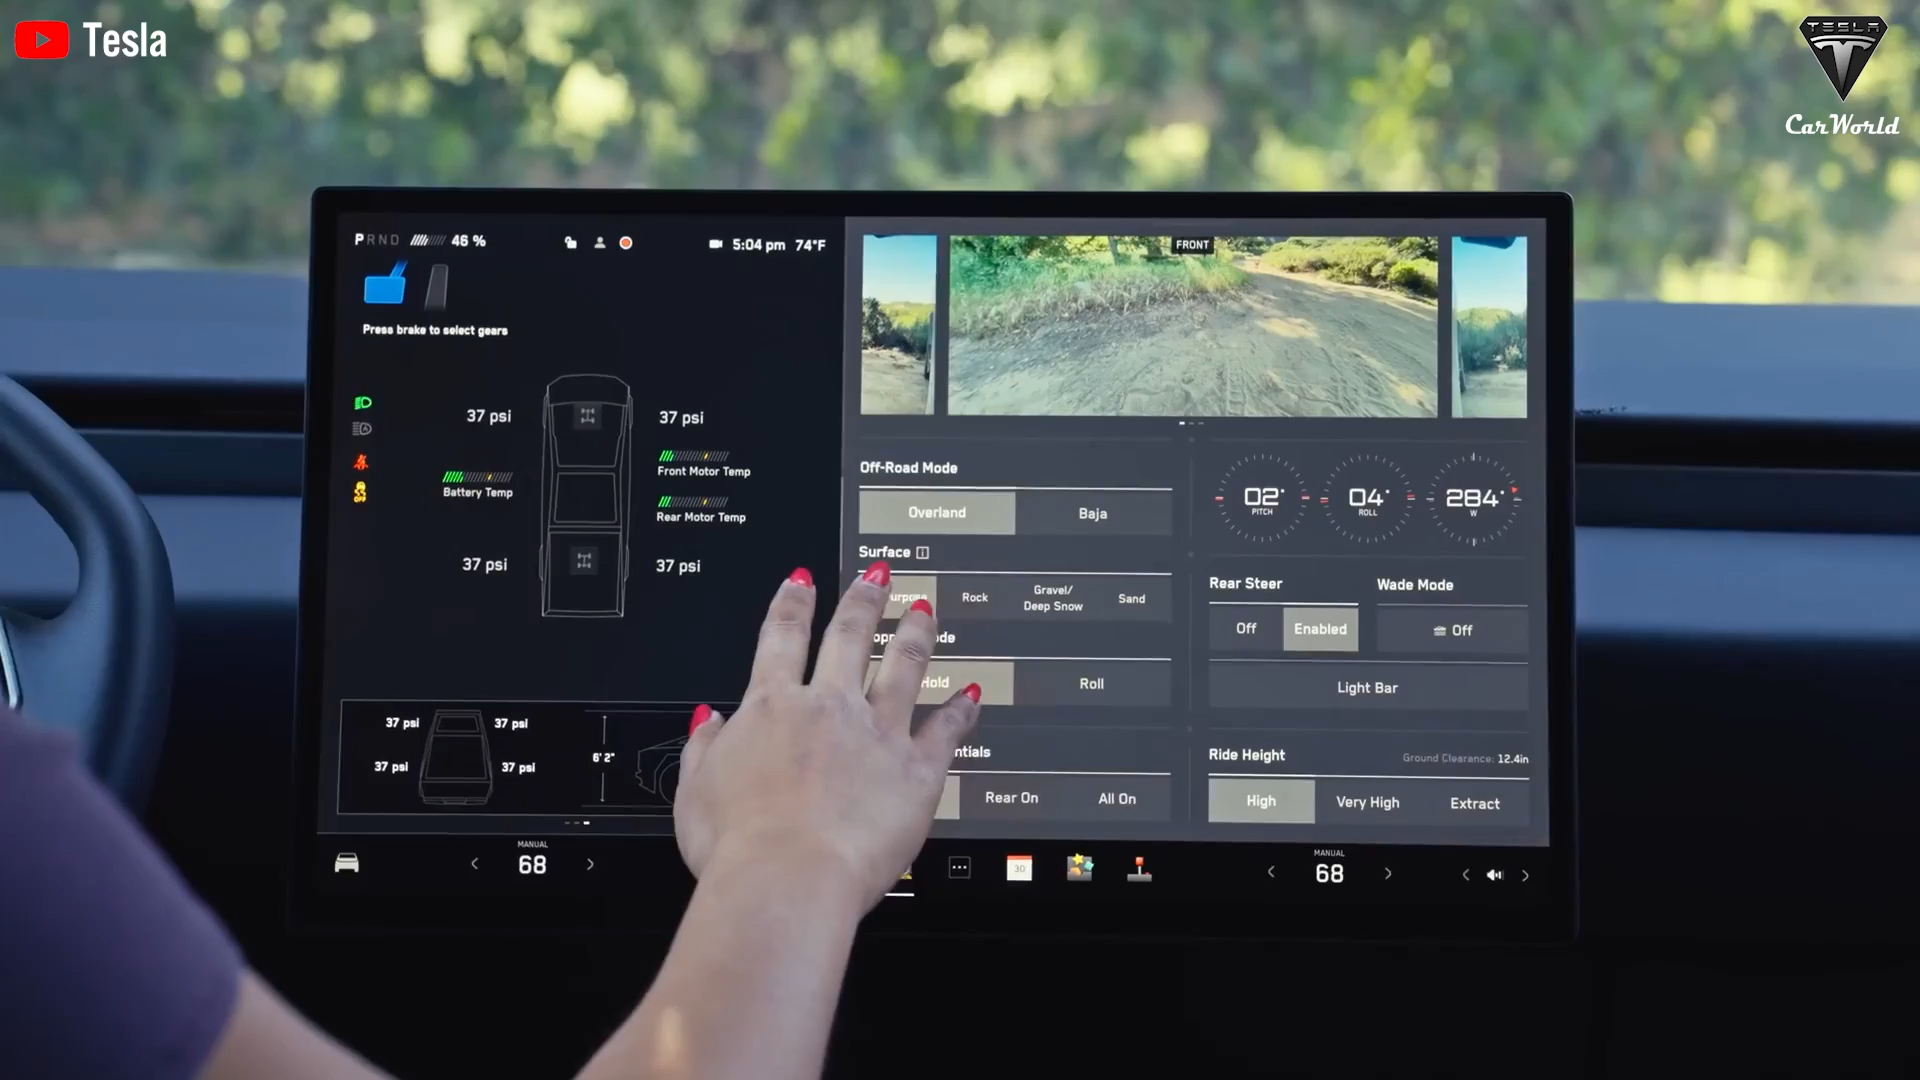 Tesla
TESLA
CarWorld
PRND 46 %
5:04 pm 74°F
Press brake to select gears
37 psi
37 psi
Battery Temp
Front Motor Temp
Rear Motor Temp
37 psi
37 psi
37 psi
37 psi
37 psi
37 psi
6' 2"
FRONT
Off-Road Mode
Overland
Baja
Surface
Rock
Gravel/
Deep Snow
Sand
Hold
Roll
Rear On
All On
02°
PITCH
04°
ROLL
284°
W
Rear Steer
Off
Enabled
Wade Mode
Off
Light Bar
Ride Height
Ground Clearance: 12.4in
High
Very High
Extract
MANUAL
68
30
MANUAL
68